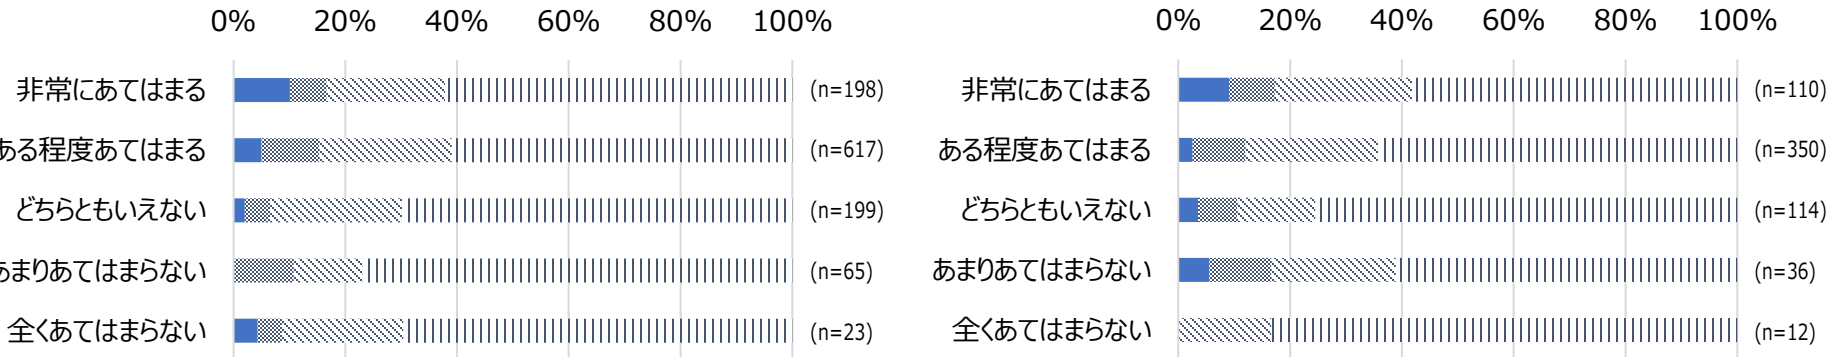 0% 20% 40% 60% 80% 100%
非常にあてはまる (n=198)
ある程度あてはまる (n=617)
どちらともいえない (n=199)
あまりあてはまらない (n=65)
全くあてはまらない (n=23)
0% 20% 40% 60% 80% 100%
非常にあてはまる (n=110)
ある程度あてはまる (n=350)
どちらともいえない (n=114)
あまりあてはまらない (n=36)
全くあてはまらない (n=12)